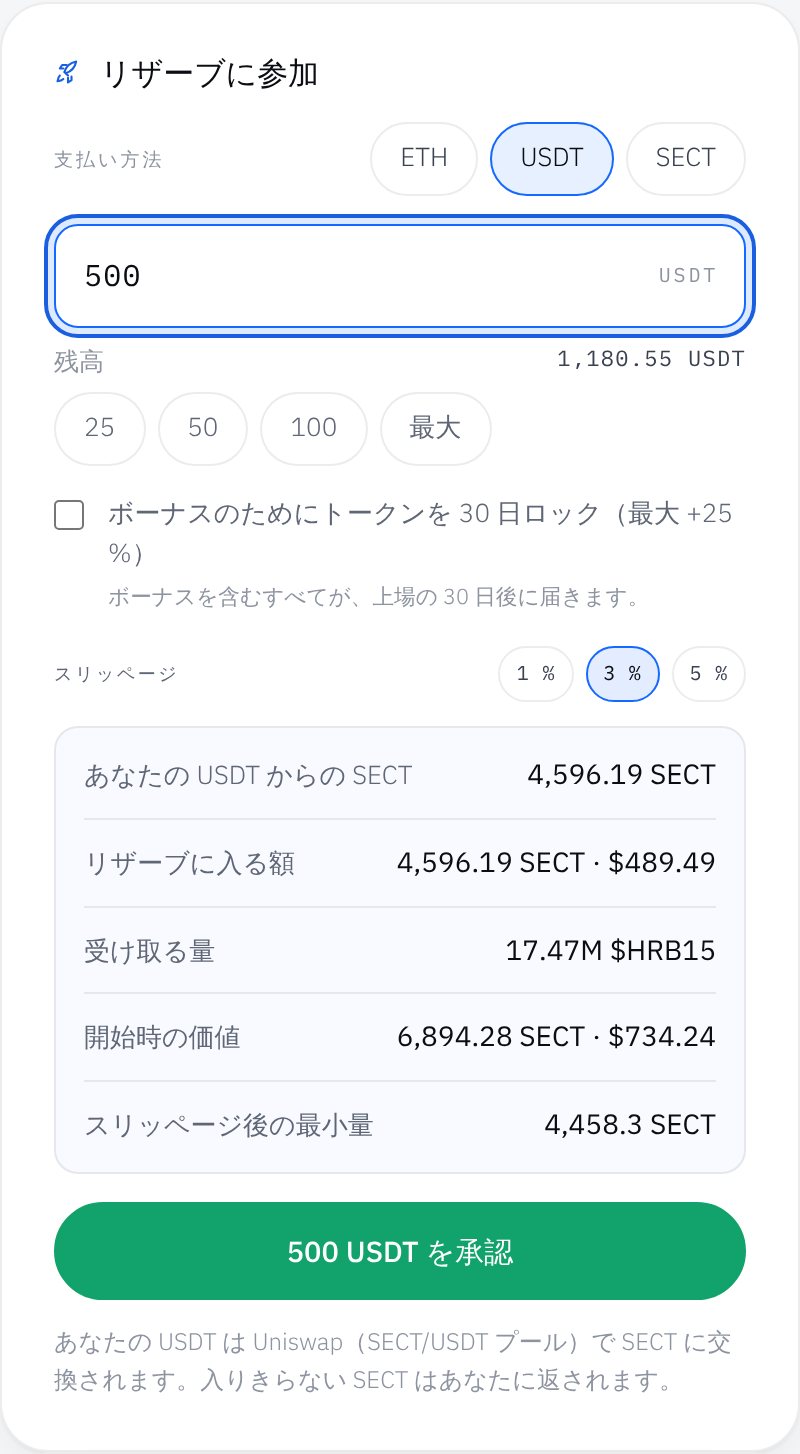 リザーブに参加
支払い方法 ETH USDT SECT
500 USDT
残高 1,180.55 USDT
25 50 100 最大
ボーナスのためにトークンを 30 日ロック（最大 +25
%）
ボーナスを含むすべてが、上場の 30 日後に届きます。
スリッページ 1 % 3 % 5 %
あなたの USDT からの SECT 4,596.19 SECT
リザーブに入る額 4,596.19 SECT · $489.49
受け取る量 17.47M $HRB15
開始時の価値 6,894.28 SECT · $734.24
スリッページ後の最小量 4,458.3 SECT
500 USDT を承認
あなたの USDT は Uniswap（SECT/USDT プール）で SECT に交
換されます。入りきらない SECT はあなたに返されます。